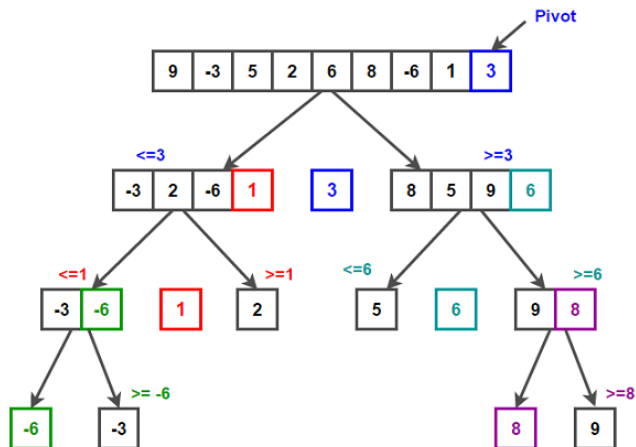 Pivot
9 -3 5 2 6 8 -6 1 3
<=3 >=3
-3 2 -6 1 3 8 5 9 6
<=1 >=1 <=6 >=6
-3 -6 1 2 5 6 9 8
>= -6 >=8
-6 -3 8 9